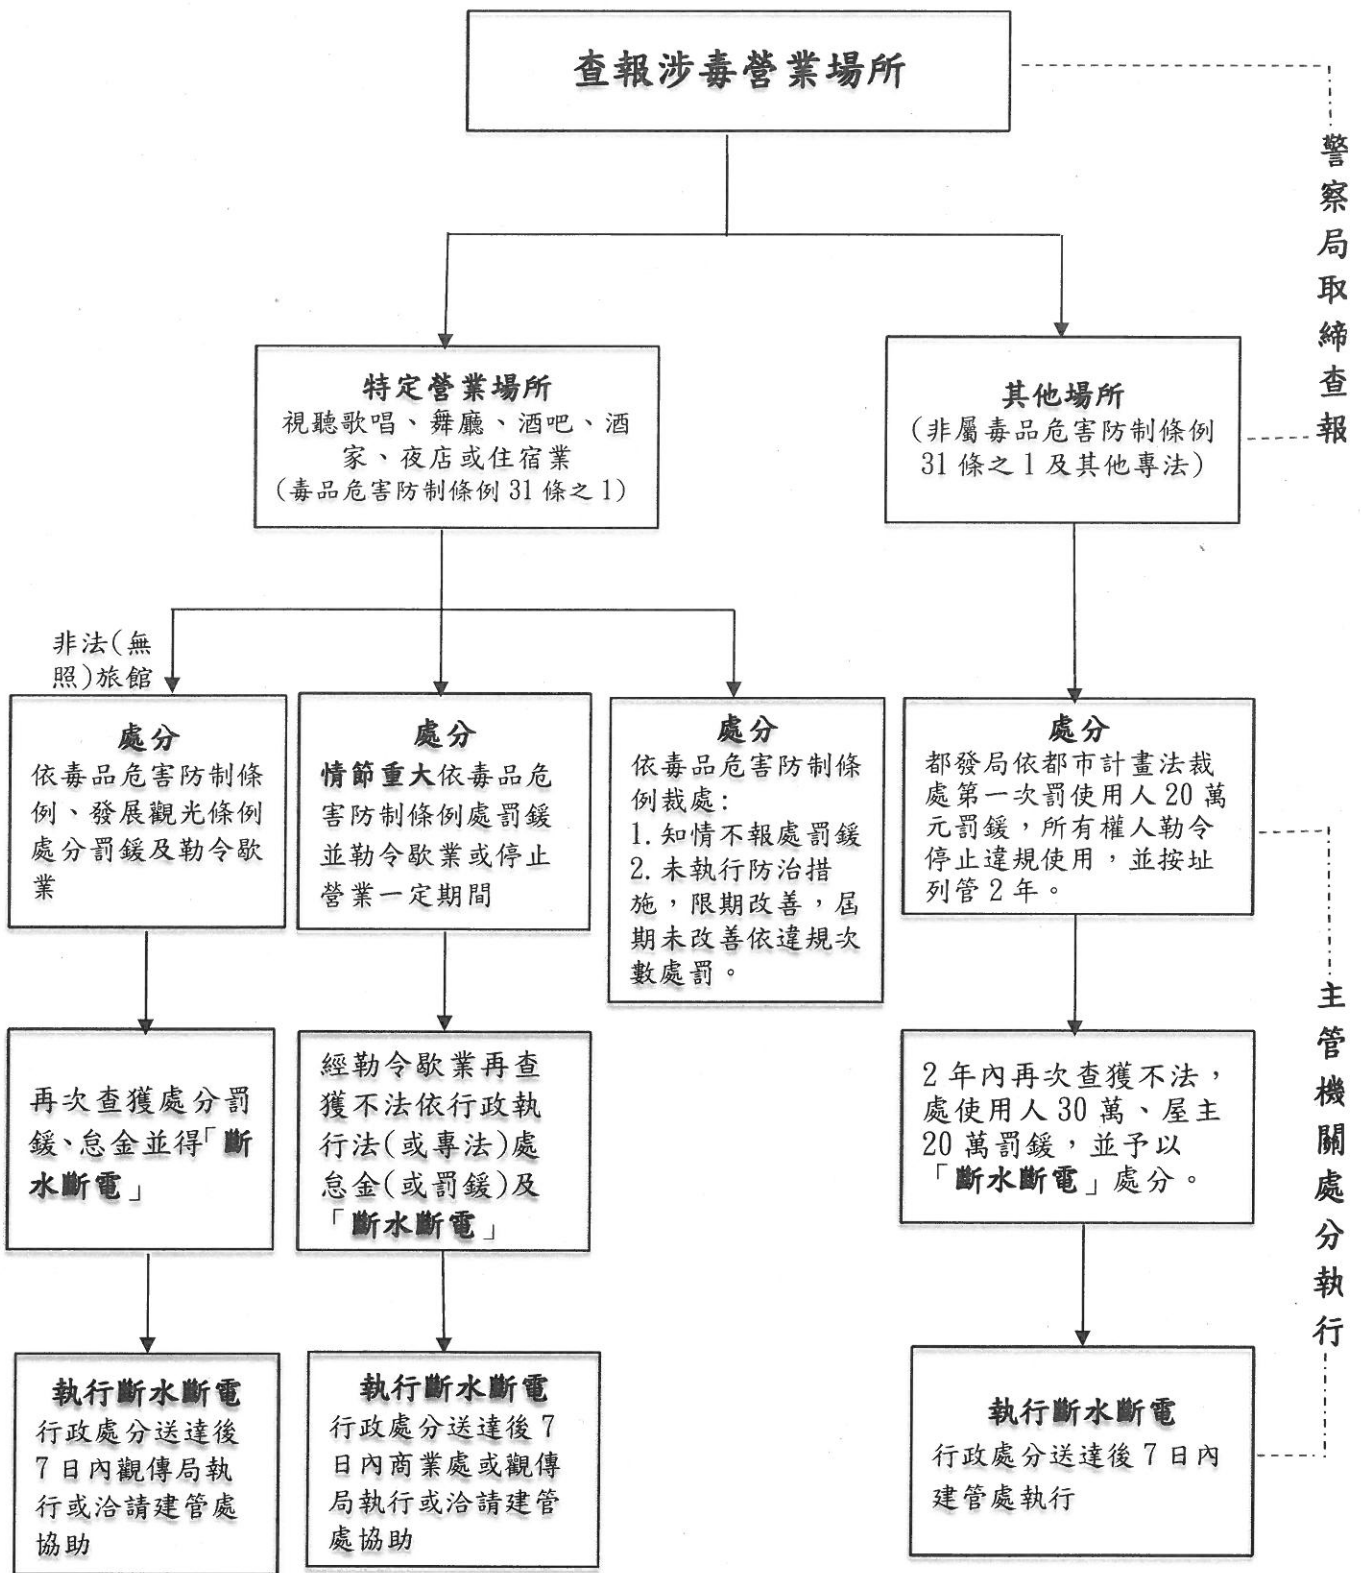 查報涉毒營業場所
警察局取締查報
特定營業場所
視聽歌唱、舞廳、酒吧、酒
家、夜店或住宿業
(毒品危害防制條例31條之1)
其他場所
(非屬毒品危害防制條例
31條之1及其他專法)
非法(無
照)旅館
處分
依毒品危害防制條
例、發展觀光條例
處分罰鍰及勒令歇
業
處分
情節重大依毒品危
害防制條例處罰鍰
並勒令歇業或停止
營業一定期間
處分
依毒品危害防制條
例裁處:
1.知情不報處罰鍰
2.未執行防治措
施，限期改善，屆
期未改善依違規次
數處罰。
處分
都發局依都市計畫法裁
處第一次罰使用人20萬
元罰鍰，所有權人勒令
停止違規使用，並按址
列管2年。
主管機關處分執行
再次查獲處分罰
鍰、怠金並得「斷
水斷電」
經勒令歇業再查
獲不法依行政執
行法(或專法)處
怠金(或罰鍰)及
「斷水斷電」
2年內再次查獲不法，
處使用人30萬、屋主
20萬罰鍰，並予以
「斷水斷電」處分。
執行斷水斷電
行政處分送達後
7日內觀傳局執
行或洽請建管處
協助
執行斷水斷電
行政處分送達後7
日內商業處或觀傳
局執行或洽請建管
處協助
執行斷水斷電
行政處分送達後7日內
建管處執行